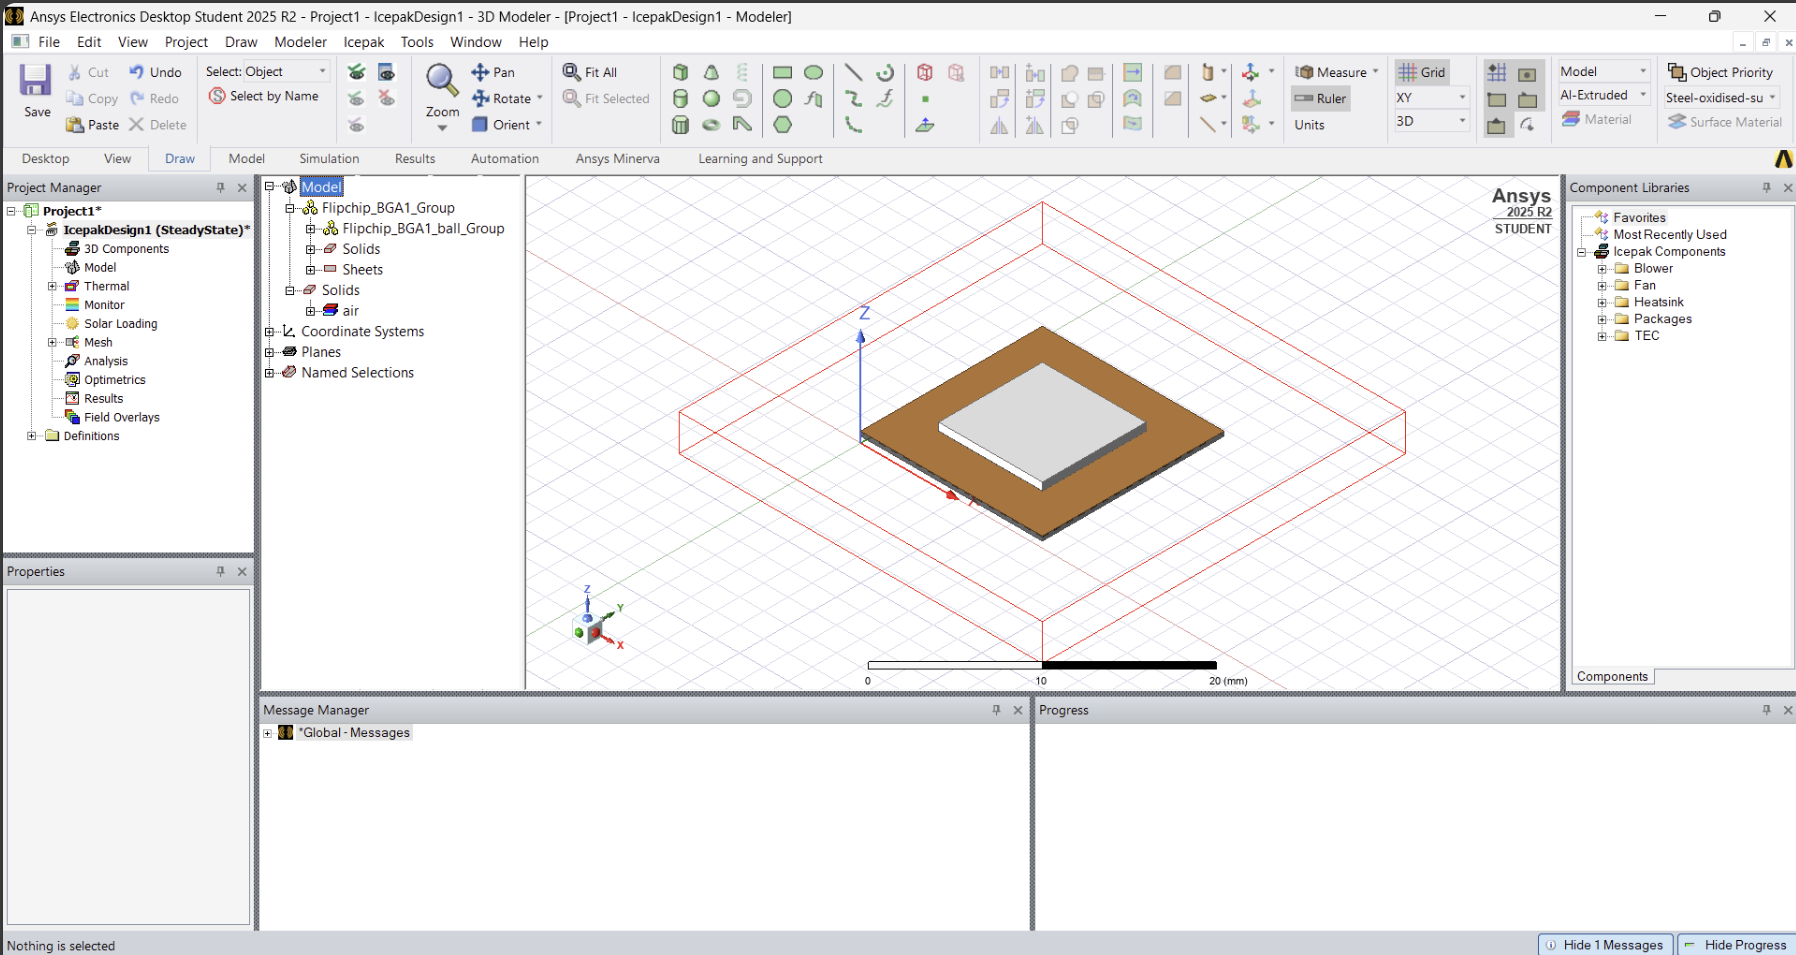 Ansys Electronics Desktop Student 2025 R2 - Project1 - IcepakDesign1 - 3D Modeler - [Project1 - IcepakDesign1 - Modeler]
File Edit View Project Draw Modeler Icepak Tools Window Help
Save
Cut
Copy
Paste
Undo
Redo
Delete
Select: Object
Select by Name
Zoom
Pan
Rotate
Orient
Fit All
Fit Selected
Measure
Ruler
Units
Grid
XY
3D
Model
Al-Extruded
Material
Object Priority
Steel-oxidised-su
Surface Material
Desktop View Draw Model Simulation Results Automation Ansys Minerva Learning and Support
Project Manager
Project1*
IcepakDesign1 (SteadyState)*
3D Components
Model
Thermal
Monitor
Solar Loading
Mesh
Analysis
Optimetrics
Results
Field Overlays
Definitions
Properties
Model
Flipchip_BGA1_Group
Flipchip_BGA1_ball_Group
Solids
Sheets
Solids
air
Coordinate Systems
Planes
Named Selections
Ansys
2025 R2
STUDENT
Z
X
Z
Y
X
0 10 20 (mm)
Component Libraries
Favorites
Most Recently Used
Icepak Components
Blower
Fan
Heatsink
Packages
TEC
Components
Message Manager
*Global - Messages
Progress
Nothing is selected
Hide 1 Messages
Hide Progress